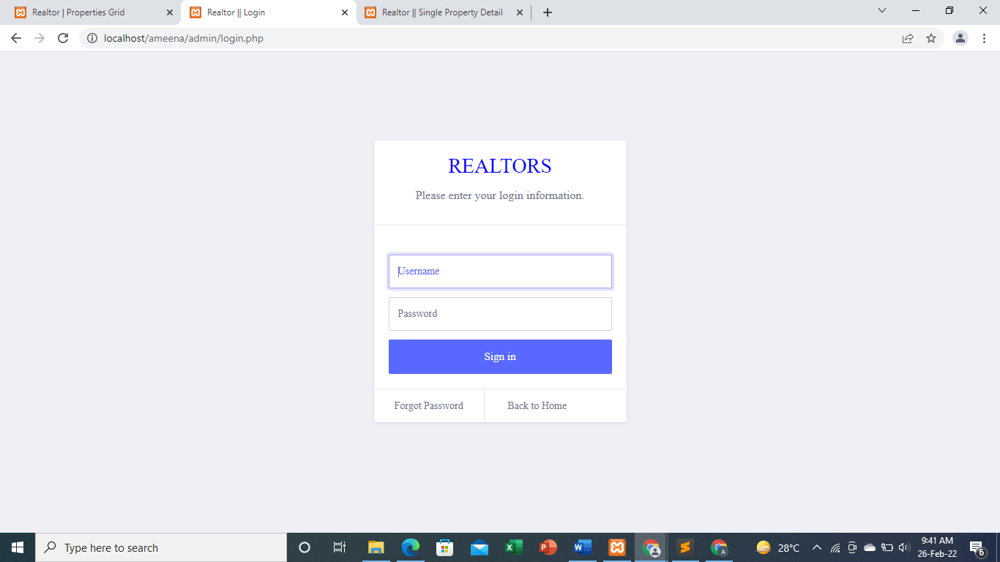 Realtor | Properties Grid
Realtor || Login
Realtor || Single Property Detail
localhost/ameena/admin/login.php
REALTORS
Please enter your login information.
Username
Password
Sign in
Forgot Password
Back to Home
Type here to search
28°C
9:41 AM
26-Feb-22
6